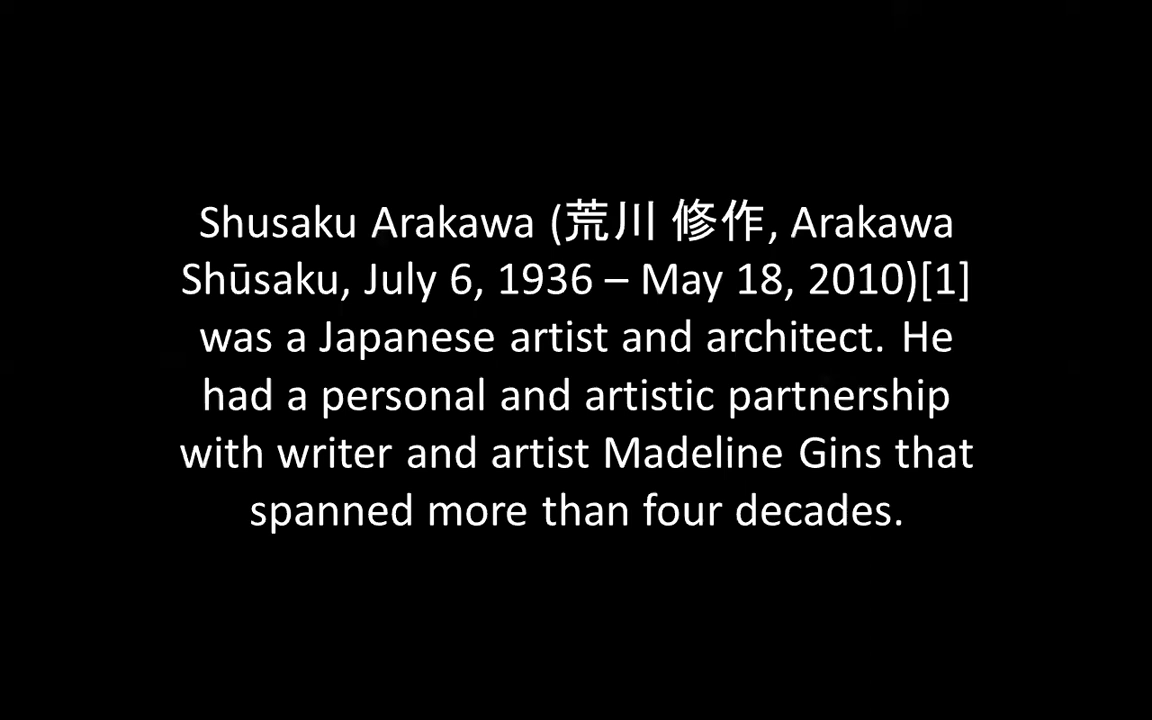 Shusaku Arakawa (荒川 修作, Arakawa
Shūsaku, July 6, 1936 – May 18, 2010)[1]
was a Japanese artist and architect. He
had a personal and artistic partnership
with writer and artist Madeline Gins that
spanned more than four decades.